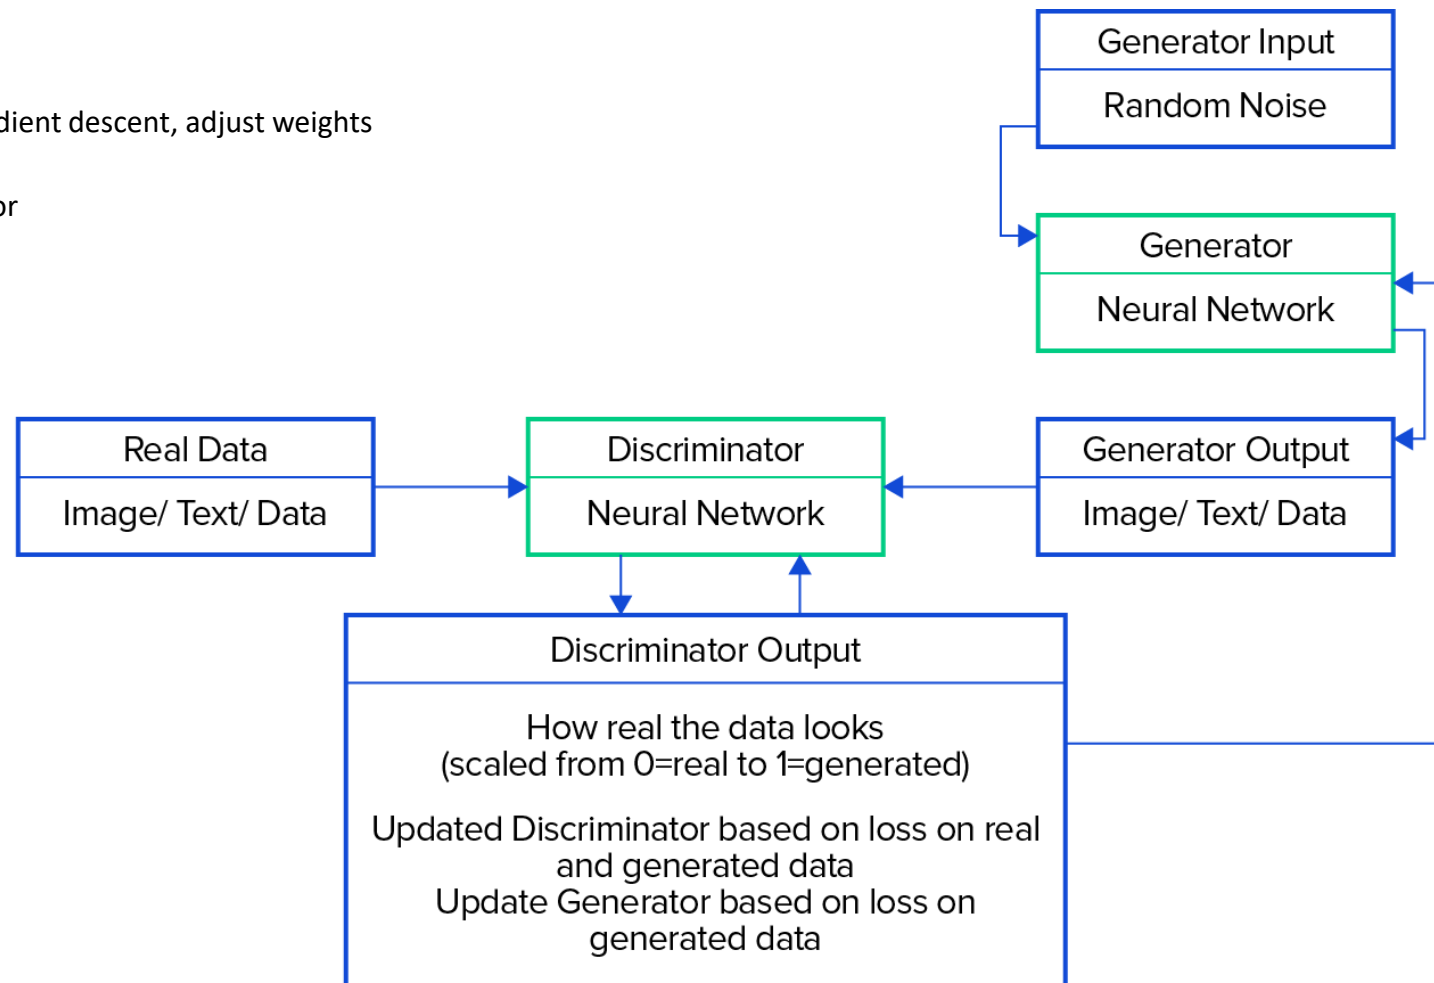 dient descent, adjust weights
or
Generator Input
Random Noise
Generator
Neural Network
Real Data
Image/ Text/ Data
Discriminator
Neural Network
Generator Output
Image/ Text/ Data
Discriminator Output
How real the data looks
(scaled from 0=real to 1=generated)
Updated Discriminator based on loss on real
and generated data
Update Generator based on loss on
generated data